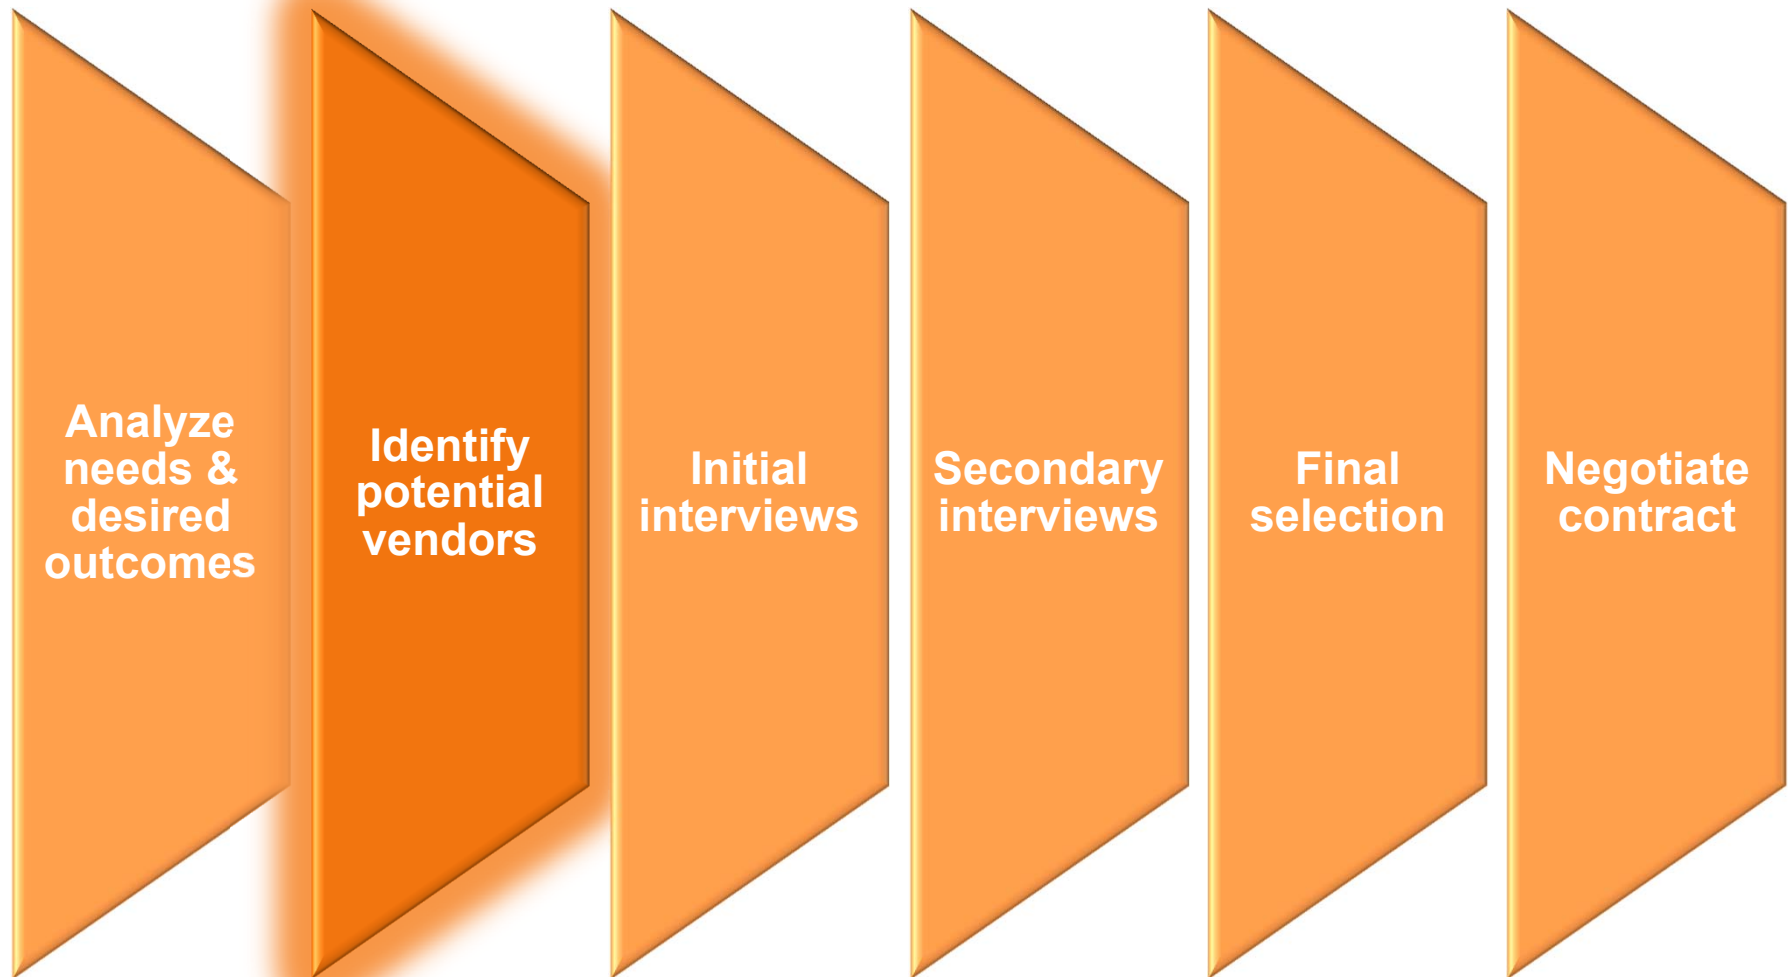 Analyze
needs &
desired
outcomes
Identify
potential
vendors
Initial
interviews
Secondary
interviews
Final
selection
Negotiate
contract